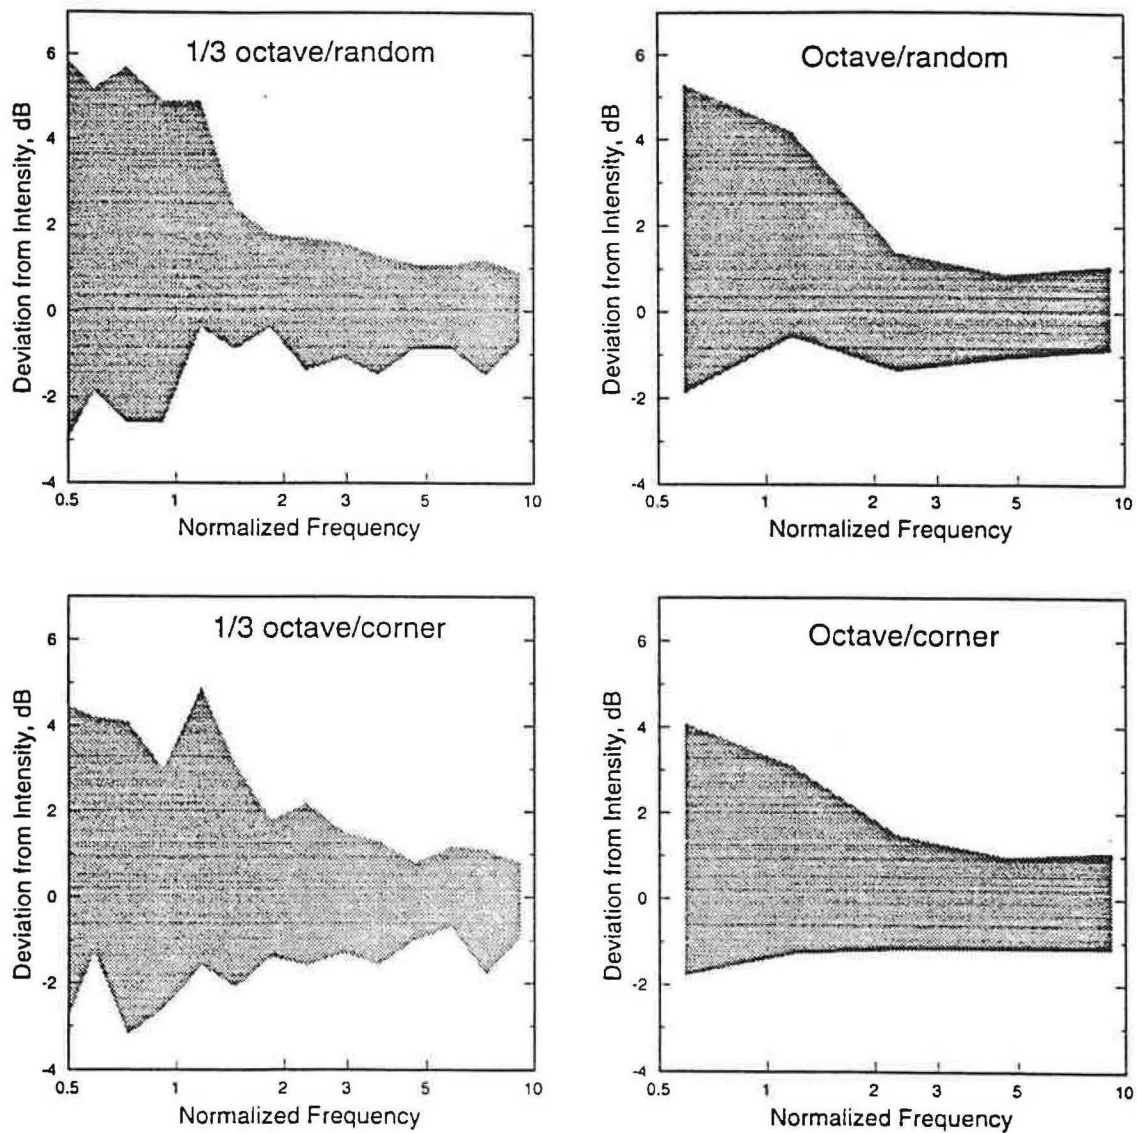 1/3 octave/random
Deviation from Intensity, dB
6
4
2
0
-2
-4
0.5 1 2 3 5 10
Normalized Frequency
Octave/random
Deviation from Intensity, dB
6
4
2
0
-2
-4
0.5 1 2 3 5 10
Normalized Frequency
1/3 octave/corner
Deviation from Intensity, dB
6
4
2
0
-2
-4
0.5 1 2 3 5 10
Normalized Frequency
Octave/corner
Deviation from Intensity, dB
6
4
2
0
-2
-4
0.5 1 2 3 5 10
Normalized Frequency